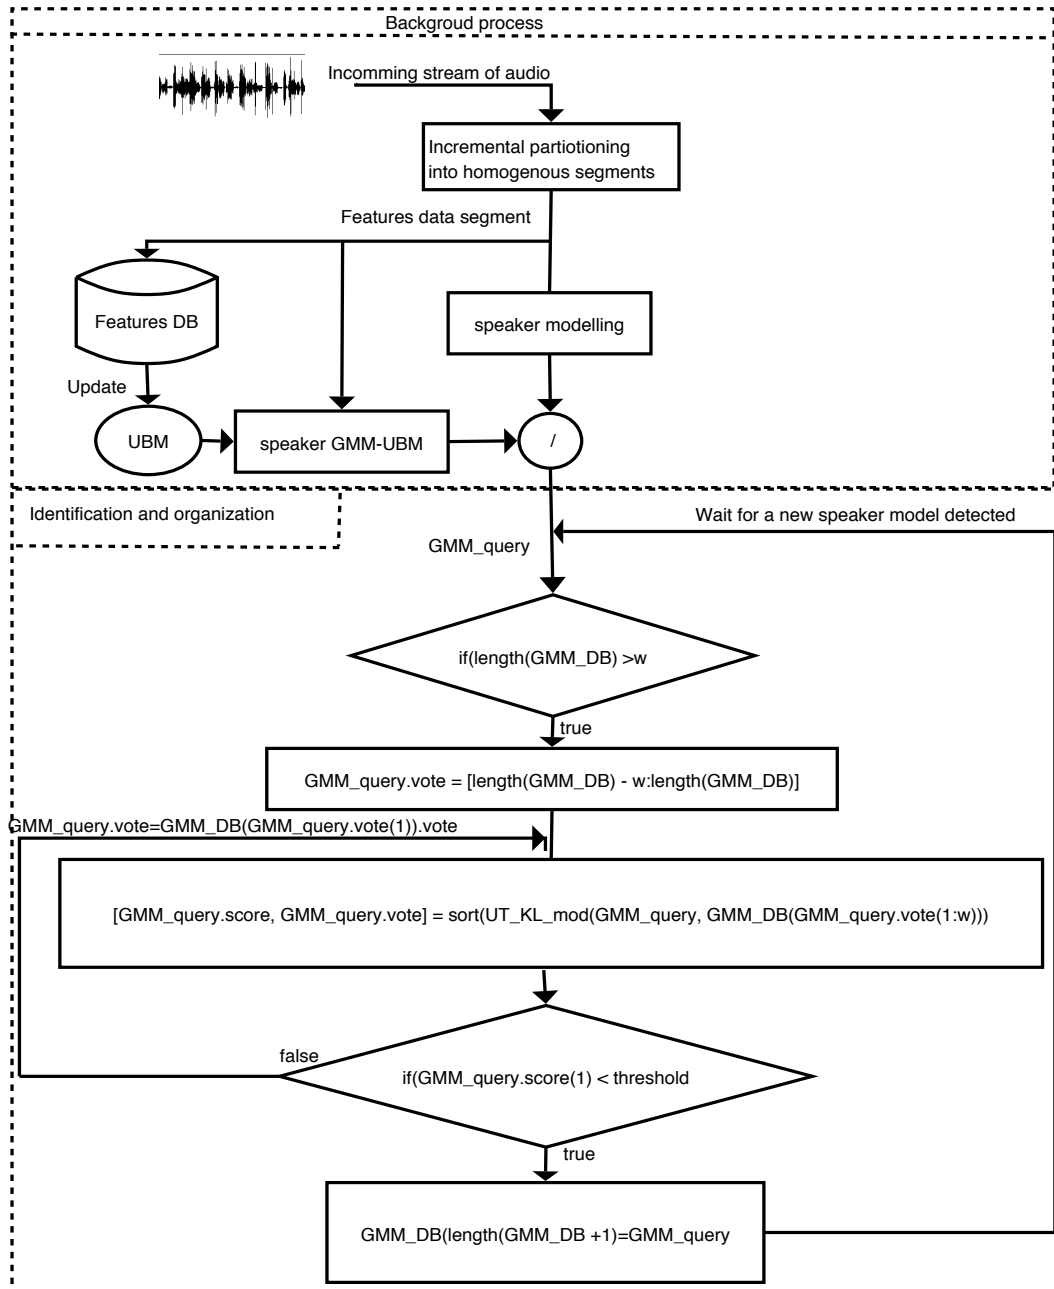 Backgroud process
Incomming stream of audio
Incremental partiotioning
into homogenous segments
Features data segment
Features DB
speaker modelling
Update
UBM
speaker GMM-UBM
/
Identification and organization
Wait for a new speaker model detected
GMM_query
if(length(GMM_DB) >w
true
GMM_query.vote = [length(GMM_DB) - w:length(GMM_DB)]
GMM_query.vote=GMM_DB(GMM_query.vote(1)).vote
[GMM_query.score, GMM_query.vote] = sort(UT_KL_mod(GMM_query, GMM_DB(GMM_query.vote(1:w)))
false
if(GMM_query.score(1) < threshold
true
GMM_DB(length(GMM_DB +1)=GMM_query